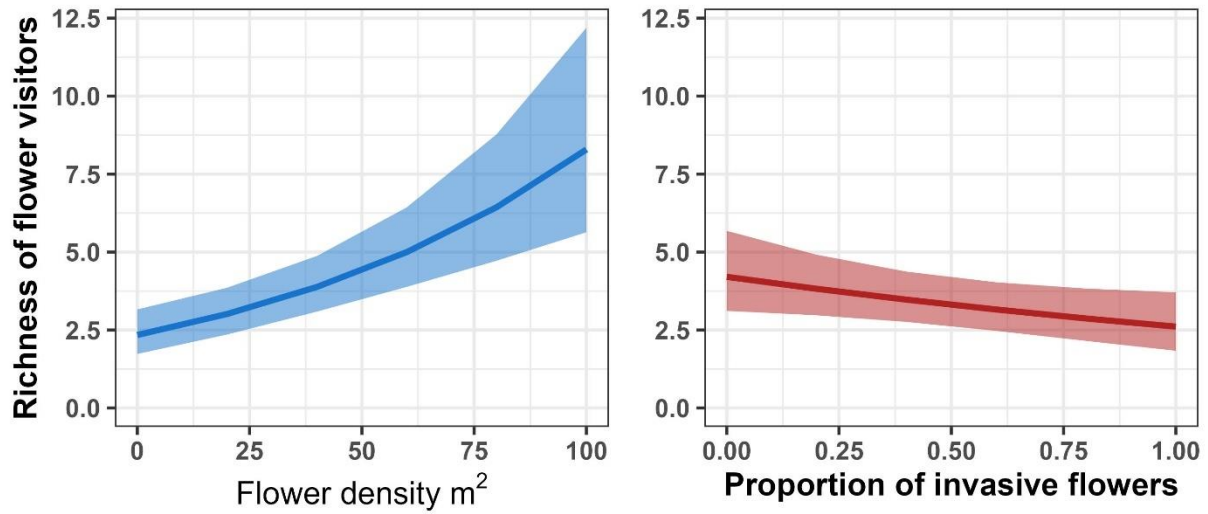 Richness of flower visitors
12.5
10.0
7.5
5.0
2.5
0.0
0 25 50 75 100
Flower density m²
12.5
10.0
7.5
5.0
2.5
0.0
0.00 0.25 0.50 0.75 1.00
Proportion of invasive flowers